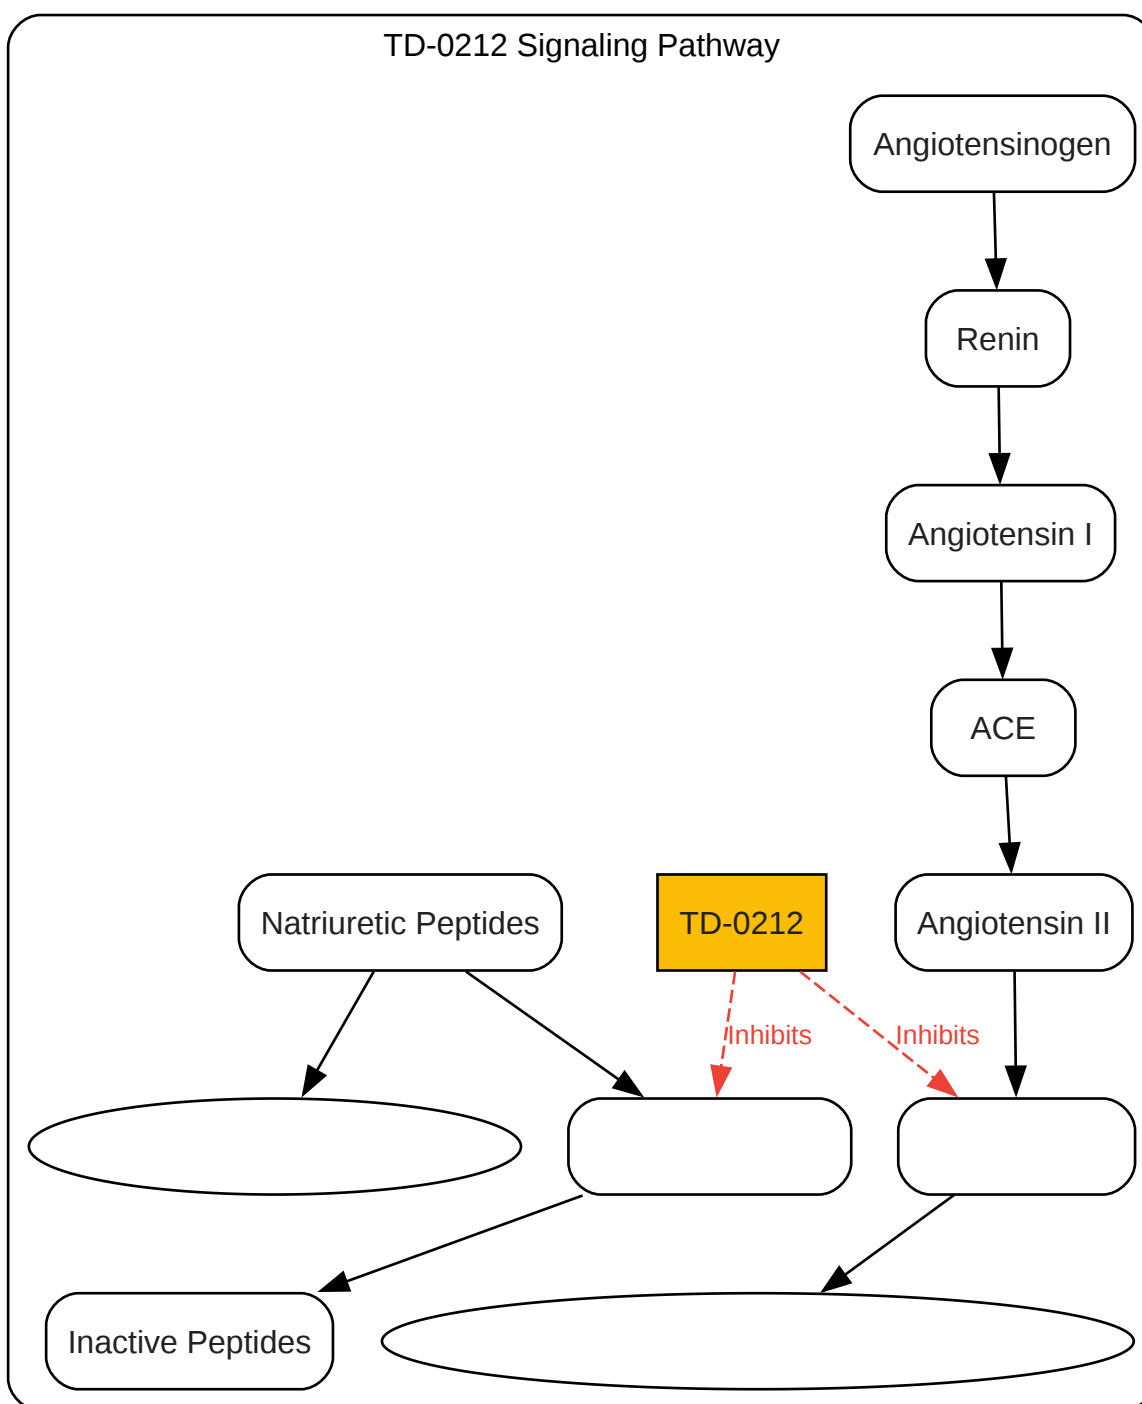 TD-0212 Signaling Pathway
Angiotensinogen
Renin
Angiotensin I
ACE
Natriuretic Peptides
TD-0212
Angiotensin II
Inhibits
Inhibits
Inactive Peptides